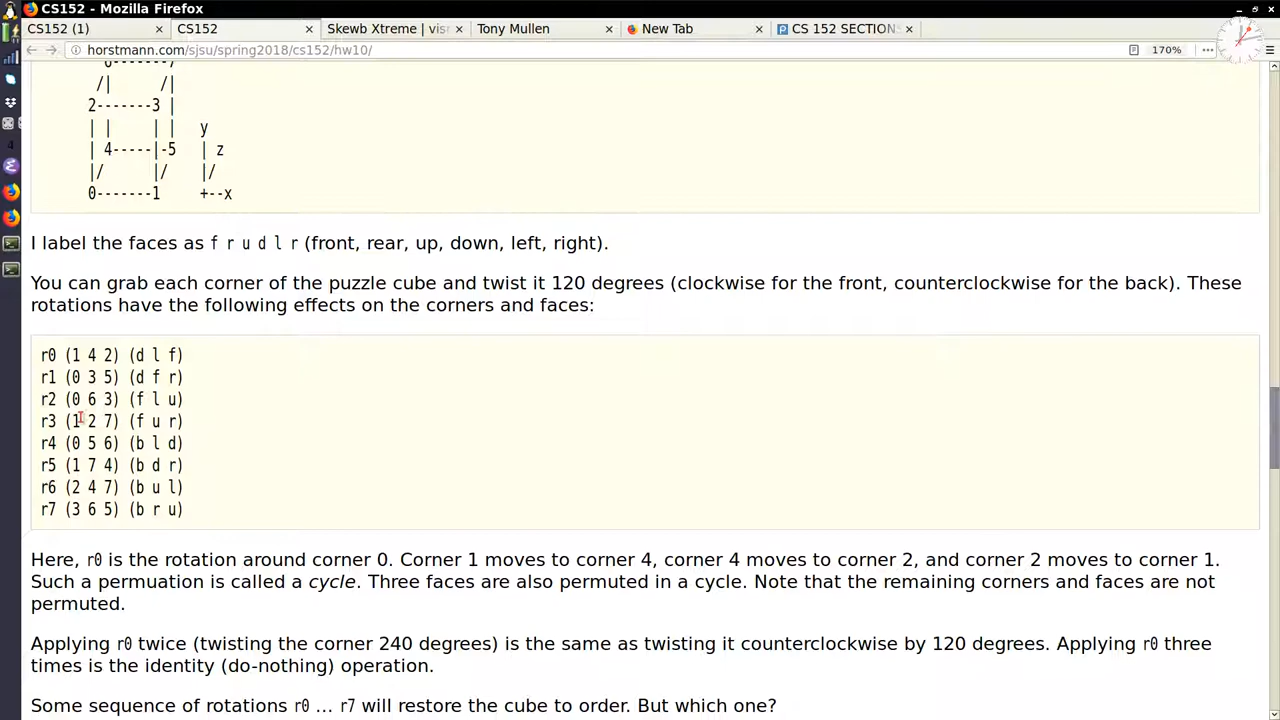 CS152 - Mozilla Firefox
CS152 (1) × CS152 × Skewb Xtreme | vis × Tony Mullen × New Tab × CS 152 SECTION ×
horstmann.com/sjsu/spring2018/cs152/hw10/ 170%
6-------7
/| /|
2-------3 |
| | | | y
| 4-----|-5 | z
|/ |/ |/
0-------1 +--x
I label the faces as f r u d l r (front, rear, up, down, left, right).
You can grab each corner of the puzzle cube and twist it 120 degrees (clockwise for the front, counterclockwise for the back). These
rotations have the following effects on the corners and faces:
r0 (1 4 2) (d l f)
r1 (0 3 5) (d f r)
r2 (0 6 3) (f l u)
r3 (1 2 7) (f u r)
r4 (0 5 6) (b l d)
r5 (1 7 4) (b d r)
r6 (2 4 7) (b u l)
r7 (3 6 5) (b r u)
Here, r0 is the rotation around corner 0. Corner 1 moves to corner 4, corner 4 moves to corner 2, and corner 2 moves to corner 1.
Such a permuation is called a cycle. Three faces are also permuted in a cycle. Note that the remaining corners and faces are not
permuted.
Applying r0 twice (twisting the corner 240 degrees) is the same as twisting it counterclockwise by 120 degrees. Applying r0 three
times is the identity (do-nothing) operation.
Some sequence of rotations r0 ... r7 will restore the cube to order. But which one?